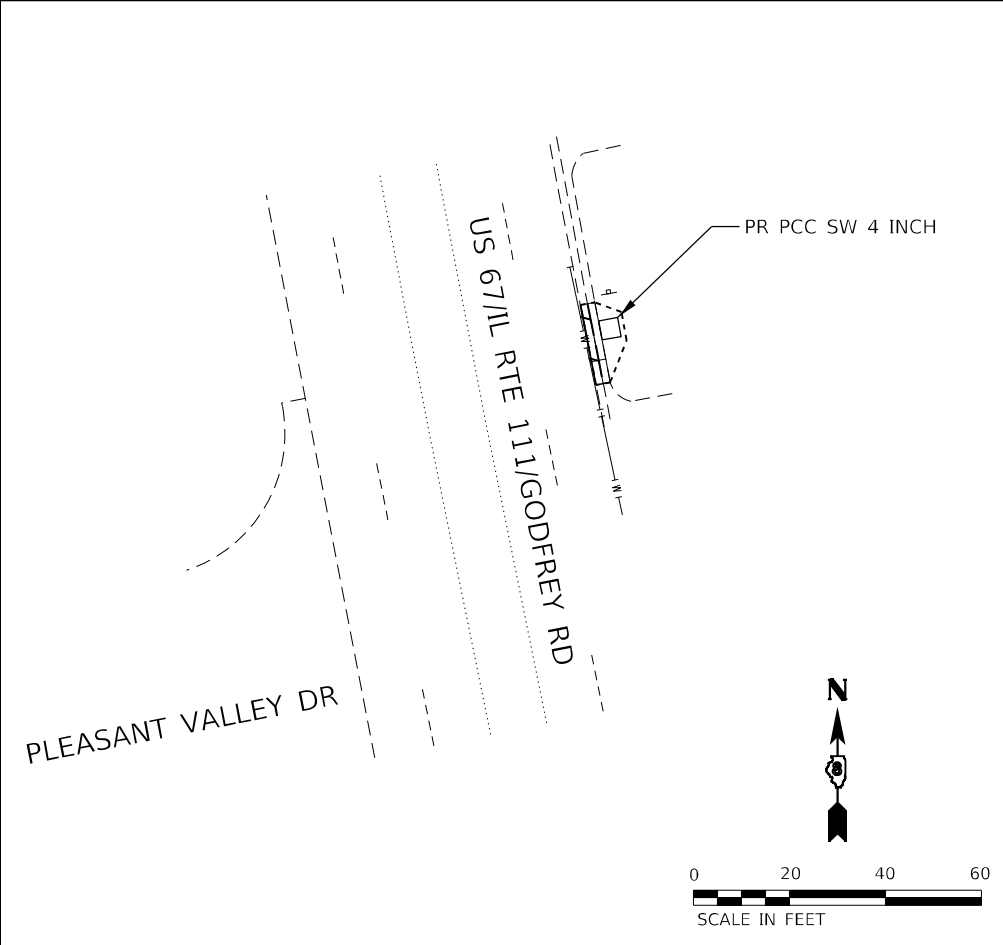 PR PCC SW 4 INCH
US 67/IL RTE 111/GODFREY RD
P
W
W
PLEASANT VALLEY DR
N
8
0 20 40 60
SCALE IN FEET